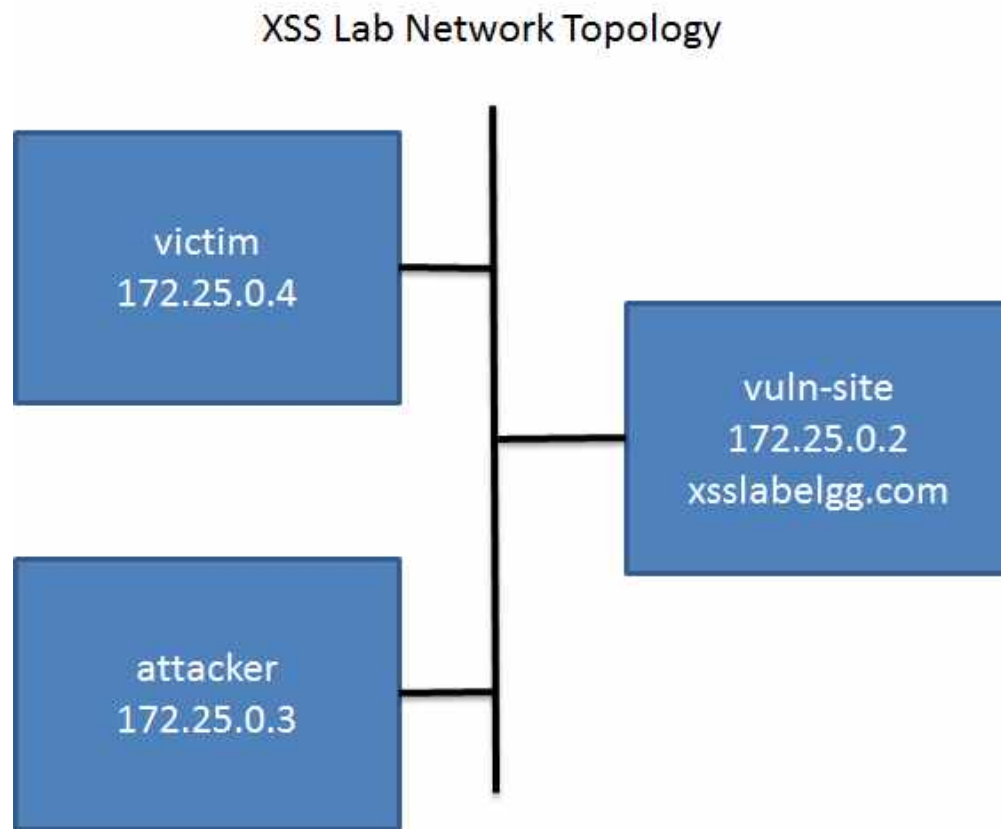 XSS Lab Network Topology
victim
172.25.0.4
vuln-site
172.25.0.2
xsslabelgg.com
attacker
172.25.0.3